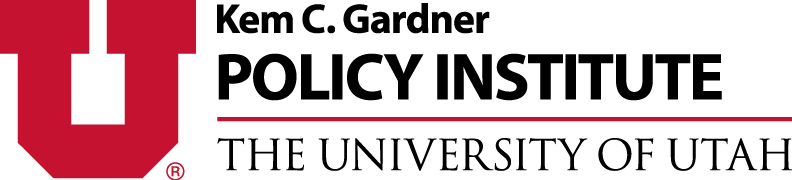 Kem C. Gardner
POLICY INSTITUTE
U®
THE UNIVERSITY OF UTAH